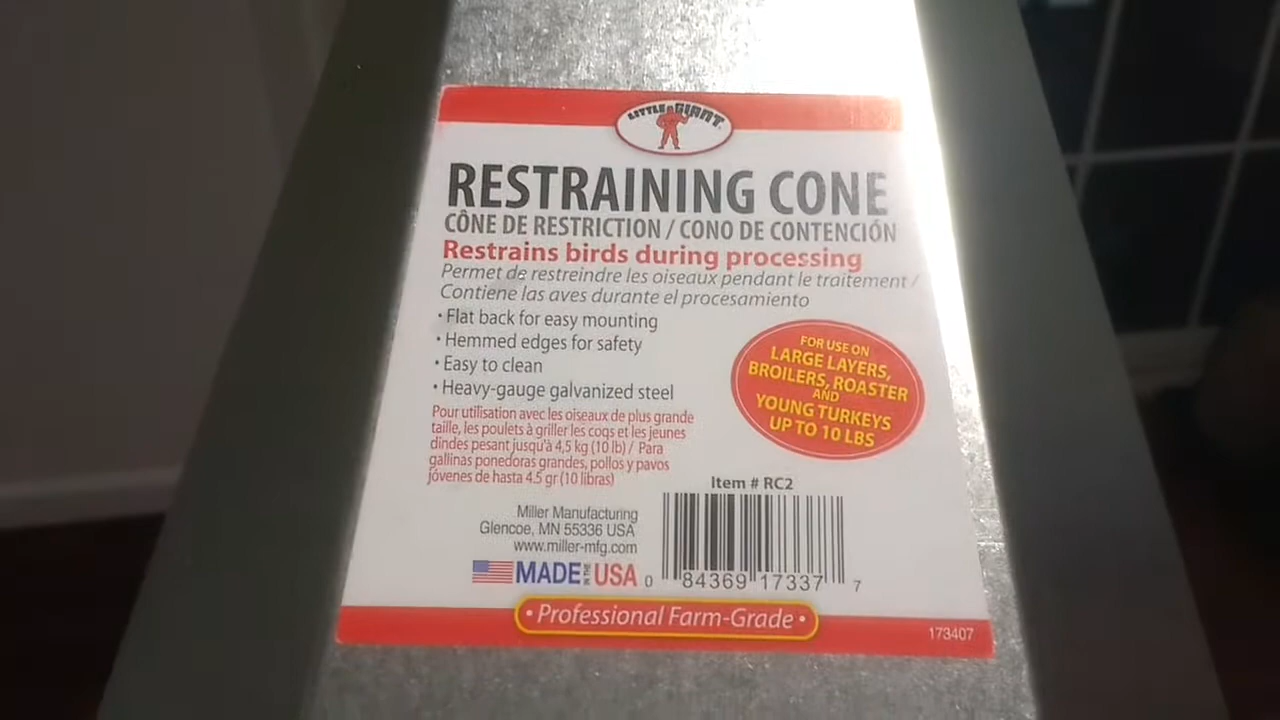 LITTLE GIANT
RESTRAINING CONE
CÔNE DE RESTRICTION / CONO DE CONTENCIÓN
Restrains birds during processing
Permet de restreindre les oiseaux pendant le traitement /
Contiene las aves durante el procesamiento
• Flat back for easy mounting
• Hemmed edges for safety
• Easy to clean
• Heavy-gauge galvanized steel
FOR USE ON
LARGE LAYERS,
BROILERS, ROASTER
AND
YOUNG TURKEYS
UP TO 10 LBS
Pour utilisation avec les oiseaux de plus grande
taille, les poulets à griller les coqs et les jeunes
dindes pesant jusqu'à 4,5 kg (10 lb) / Para
gallinas ponedoras grandes, pollos y pavos
jóvenes de hasta 4.5 gr (10 libras)
Item # RC2
Miller Manufacturing
Glencoe, MN 55336 USA
www.miller-mfg.com
MADE IN THE USA
0 84369 17337 7
• Professional Farm-Grade •
173407